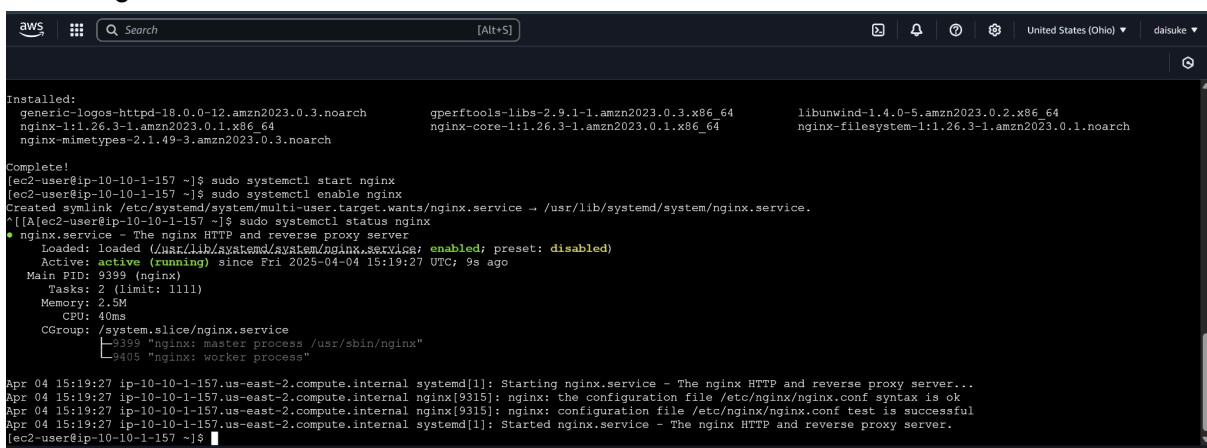 aws Search [Alt+S] United States (Ohio) ▼ daisuke ▼
Installed:
generic-logos-httpd-18.0.0-12.amzn2023.0.3.noarch gperftools-libs-2.9.1-1.amzn2023.0.3.x86_64 libunwind-1.4.0-5.amzn2023.0.2.x86_64
nginx-1:1.26.3-1.amzn2023.0.1.x86_64 nginx-core-1:1.26.3-1.amzn2023.0.1.x86_64 nginx-filesystem-1:1.26.3-1.amzn2023.0.1.noarch
nginx-mimetypes-2.1.49-3.amzn2023.0.3.noarch
Complete!
[ec2-user@ip-10-10-1-157 ~]$ sudo systemctl start nginx
[ec2-user@ip-10-10-1-157 ~]$ sudo systemctl enable nginx
Created symlink /etc/systemd/system/multi-user.target.wants/nginx.service → /usr/lib/systemd/system/nginx.service.
^[[A[ec2-user@ip-10-10-1-157 ~]$ sudo systemctl status nginx
● nginx.service - The nginx HTTP and reverse proxy server
Loaded: loaded (/usr/lib/systemd/system/nginx.service; enabled; preset: disabled)
Active: active (running) since Fri 2025-04-04 15:19:27 UTC; 9s ago
Main PID: 9399 (nginx)
Tasks: 2 (limit: 1111)
Memory: 2.5M
CPU: 40ms
CGroup: /system.slice/nginx.service
├─9399 "nginx: master process /usr/sbin/nginx"
└─9405 "nginx: worker process"
Apr 04 15:19:27 ip-10-10-1-157.us-east-2.compute.internal systemd[1]: Starting nginx.service - The nginx HTTP and reverse proxy server...
Apr 04 15:19:27 ip-10-10-1-157.us-east-2.compute.internal nginx[9315]: nginx: the configuration file /etc/nginx/nginx.conf syntax is ok
Apr 04 15:19:27 ip-10-10-1-157.us-east-2.compute.internal nginx[9315]: nginx: configuration file /etc/nginx/nginx.conf test is successful
Apr 04 15:19:27 ip-10-10-1-157.us-east-2.compute.internal systemd[1]: Started nginx.service - The nginx HTTP and reverse proxy server.
[ec2-user@ip-10-10-1-157 ~]$